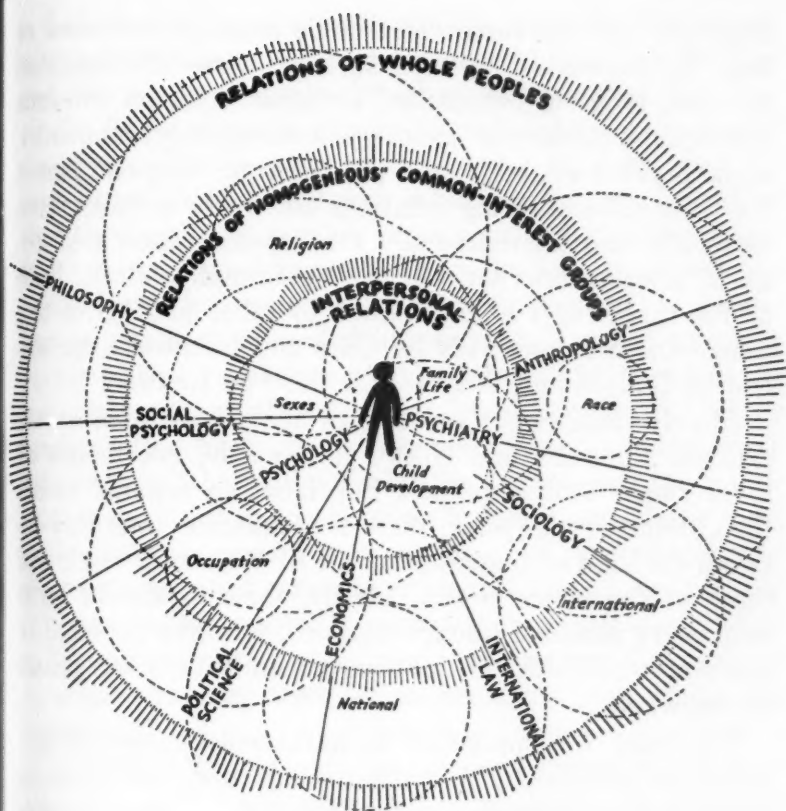 RELATIONS OF WHOLE PEOPLES
RELATIONS OF "HOMOGENEOUS" COMMON-INTEREST GROUPS
Religion
INTERPERSONAL
RELATIONS
PHILOSOPHY
ANTHROPOLOGY
Family
Life
Sexes
Race
SOCIAL
PSYCHOLOGY
PSYCHOLOGY
PSYCHIATRY
Child
Development
SOCIOLOGY
Occupation
International
ECONOMICS
POLITICAL
SCIENCE
INTERNATIONAL
LAW
National